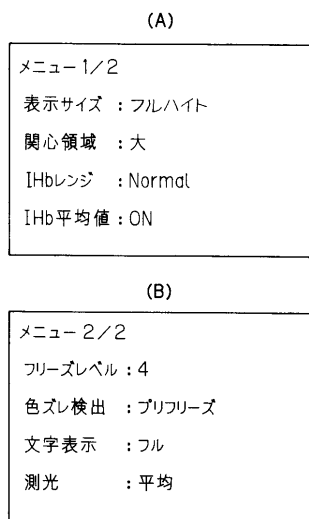 (A)
メニュー1/2
表示サイズ : フルハイト
関心領域 : 大
IHbレンジ : Normal
IHb平均値 : ON
(B)
メニュー2/2
フリーズレベル : 4
色ズレ検出 : プリフリーズ
文字表示 : フル
測光 : 平均